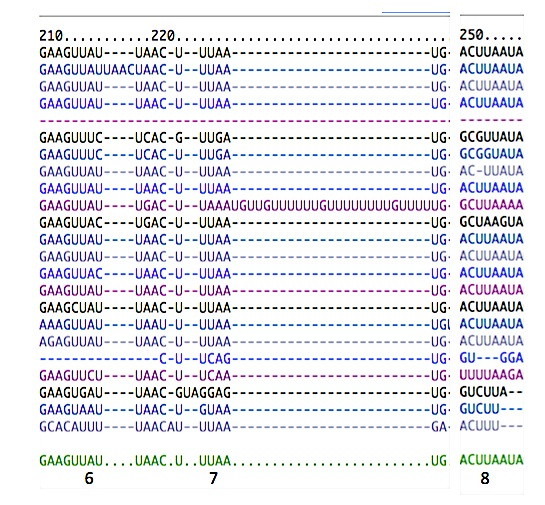 210...........220.................................. 250.....
GAAGUUAU----UAAC-U--UUAA-------------------------UG- ACUUAAUA
GAAGUUAUUAACUAAC-U--UUAA-------------------------UG- ACUUAAUA
GAAGUUAU----UAAC-U--UUAA-------------------------UG- ACUUAAUA
GAAGUUAU----UAAC-U--UUAA-------------------------UG- ACUUAAUA
---------------------------------------------------- --------
GAAGUUUC----UCAC-G--UUGA-------------------------UG- GCGUUAUA
GAAGUUUC----UCAC-U--UUGA-------------------------UG- GCGGUAUA
GAAGUUAU----UAAC-U--UUAA-------------------------UG- AC-UUAUA
GAAGUUAU----UAAC-U--UUAA-------------------------UG- ACUUAAUA
GAAGUUAU----UGAC-U--UAAAUGUUGUUUUUUGUUUUUUUUGUUUUUG- GCUUAAAA
GAAGUUAC----UGAC-U--UUAA-------------------------UG- GCUAAGUA
GAAGUUAU----UAAC-U--UUAA-------------------------UG- ACUUAAUA
GAAGUUAU----UAAC-U--UUAA-------------------------UG- ACUUAAUA
GAAGUUAC----UAAC-U--UUAA-------------------------UG- ACUUAAUA
GAAGUUAU----UAAC-U--UUAA-------------------------UG- ACUUAAUA
GAAGCUAU----UAAC-U--UUAA-------------------------UG- ACUUAAUA
AAAGUUAU----UAAU-U--UUAA-------------------------UGU ACUUAAUA
AGAGUUAU----UAAC-U--UUAA-------------------------UG- ACUUAAUA
---------------C-U--UCAG-------------------------UG- GU---GGA
GAAGUUCU----UAAC-U--UCAA-------------------------UG- UUUUAAGA
GAAGUGAU----UAAC-GUAGGAG-------------------------UG- GUCUUA--
GAAGUAAU----UAAC-U--GUAA-------------------------UG- GUCUU---
GCACAUUU----UAACAU--UUAA-------------------------GA- ACUUU---
GAAGUUAU....UAAC.U..UUAA.........................UG ACUUAAUA
6 7 8